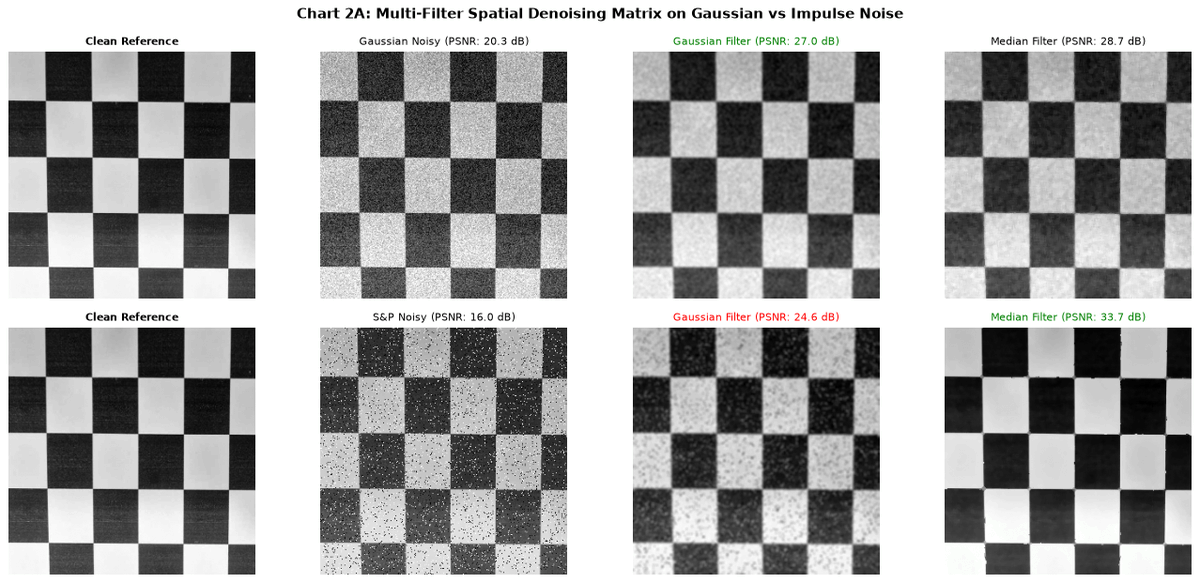 Chart 2A: Multi-Filter Spatial Denoising Matrix on Gaussian vs Impulse Noise
Clean Reference
Gaussian Noisy (PSNR: 20.3 dB)
Gaussian Filter (PSNR: 27.0 dB)
Median Filter (PSNR: 28.7 dB)
Clean Reference
S&P Noisy (PSNR: 16.0 dB)
Gaussian Filter (PSNR: 24.6 dB)
Median Filter (PSNR: 33.7 dB)